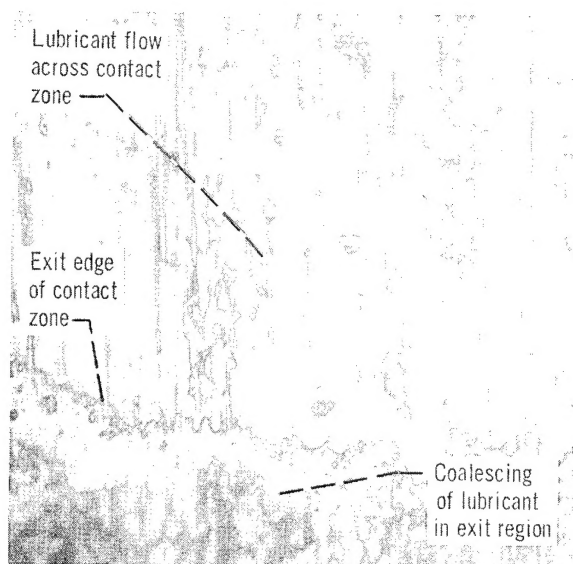 Lubricant flow
across contact
zone
Exit edge
of contact
zone
Coalescing
of lubricant
in exit region